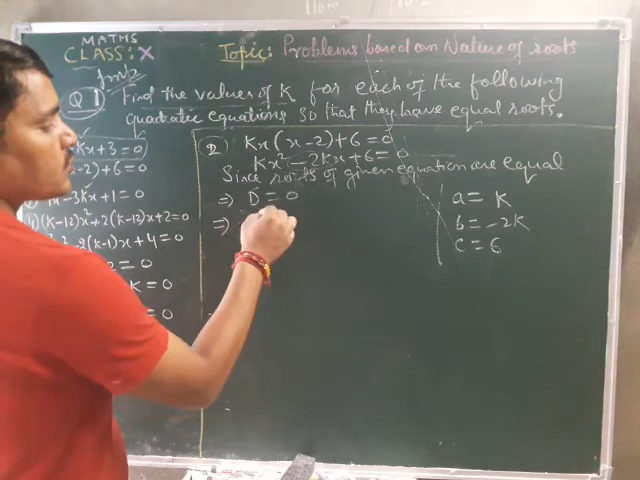 MATHS
CLASS: X
Topic: Problems based on Nature of roots
Imp
Q1 Find the values of K for each of the following
quadratic equations so that they have equal roots.
Kx+3=0
x-2)+6=0
x-3kx+1=0
4) (k-12)x²+2(k-12)x+2=0
-2(k-1)x+4=0
2=0
K=0
=0
2) Kx(x-2)+6=0
Kx²-2Kx+6=0
Since roots of given equation are equal
⇒ D=0
⇒
a=K
b=-2K
c=6